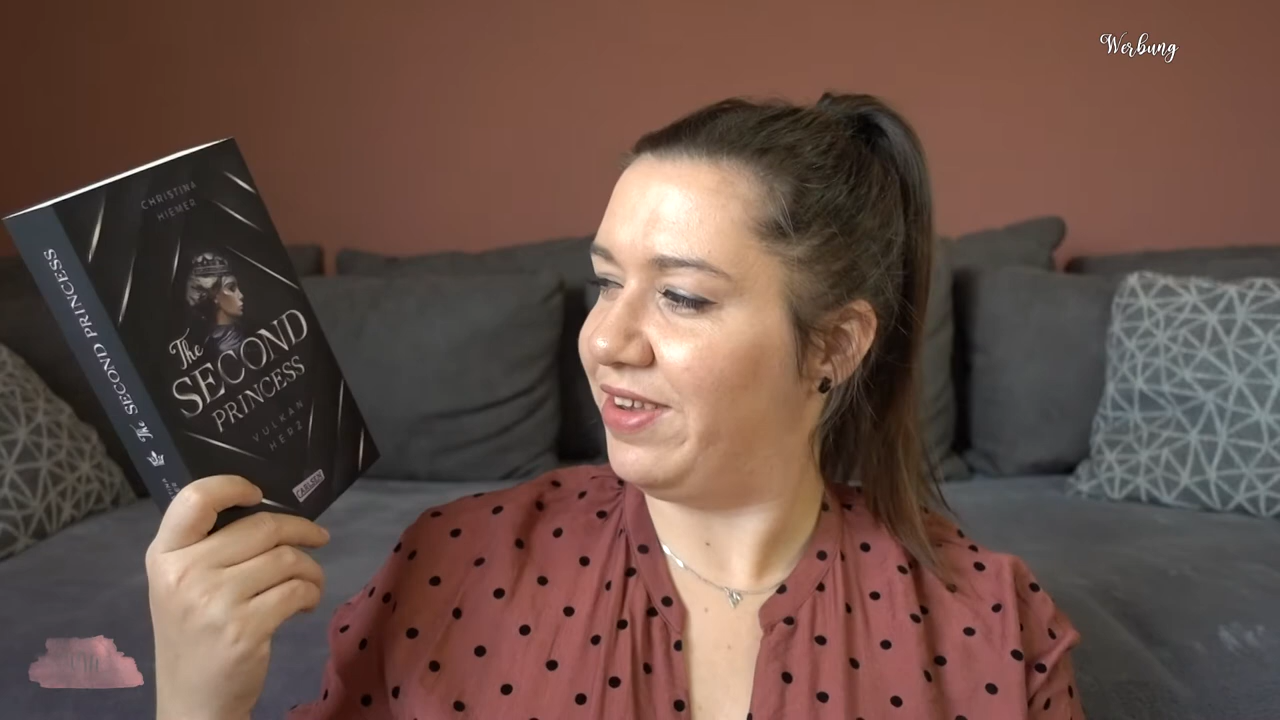 Werbung
CHRISTINA
HIEMER
The
SECOND
PRINCESS
VULKAN
HERZ
CARLSEN
The SECOND PRINCESS